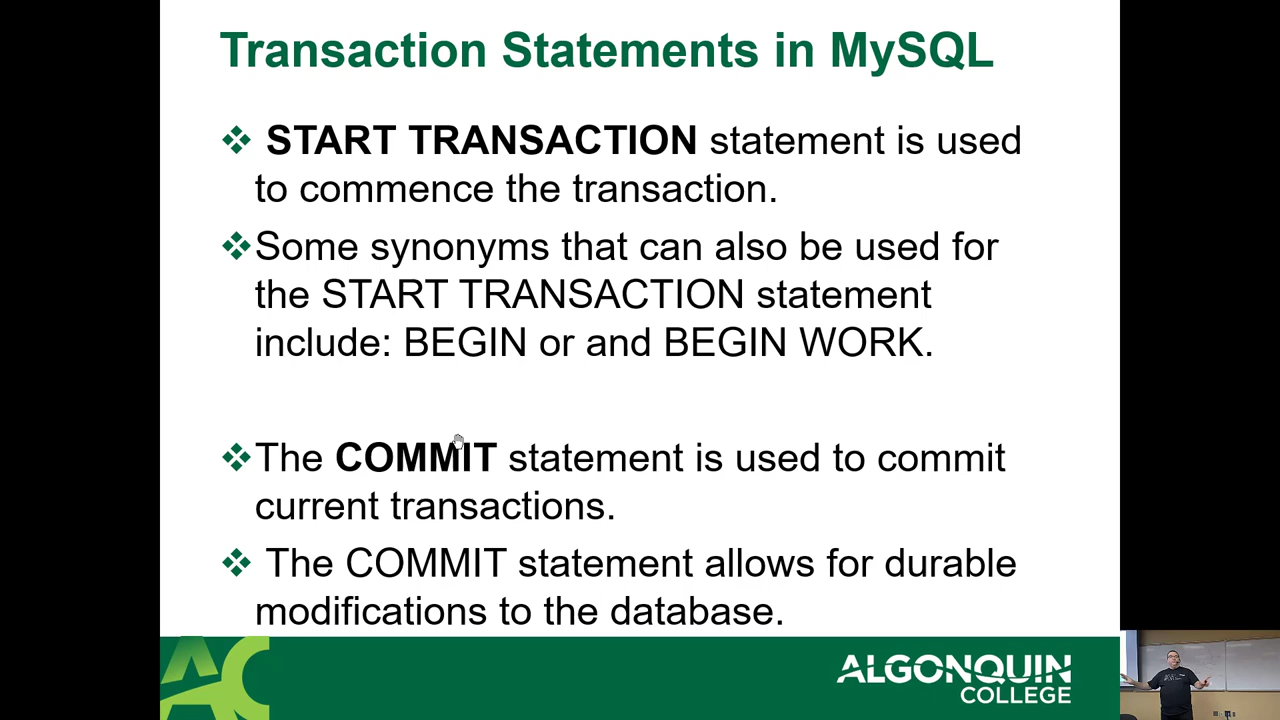 Transaction Statements in MySQL
❖ START TRANSACTION statement is used
to commence the transaction.
❖Some synonyms that can also be used for
the START TRANSACTION statement
include: BEGIN or and BEGIN WORK.
❖The COMMIT statement is used to commit
current transactions.
❖ The COMMIT statement allows for durable
modifications to the database.
AC
ALGONQUIN
COLLEGE